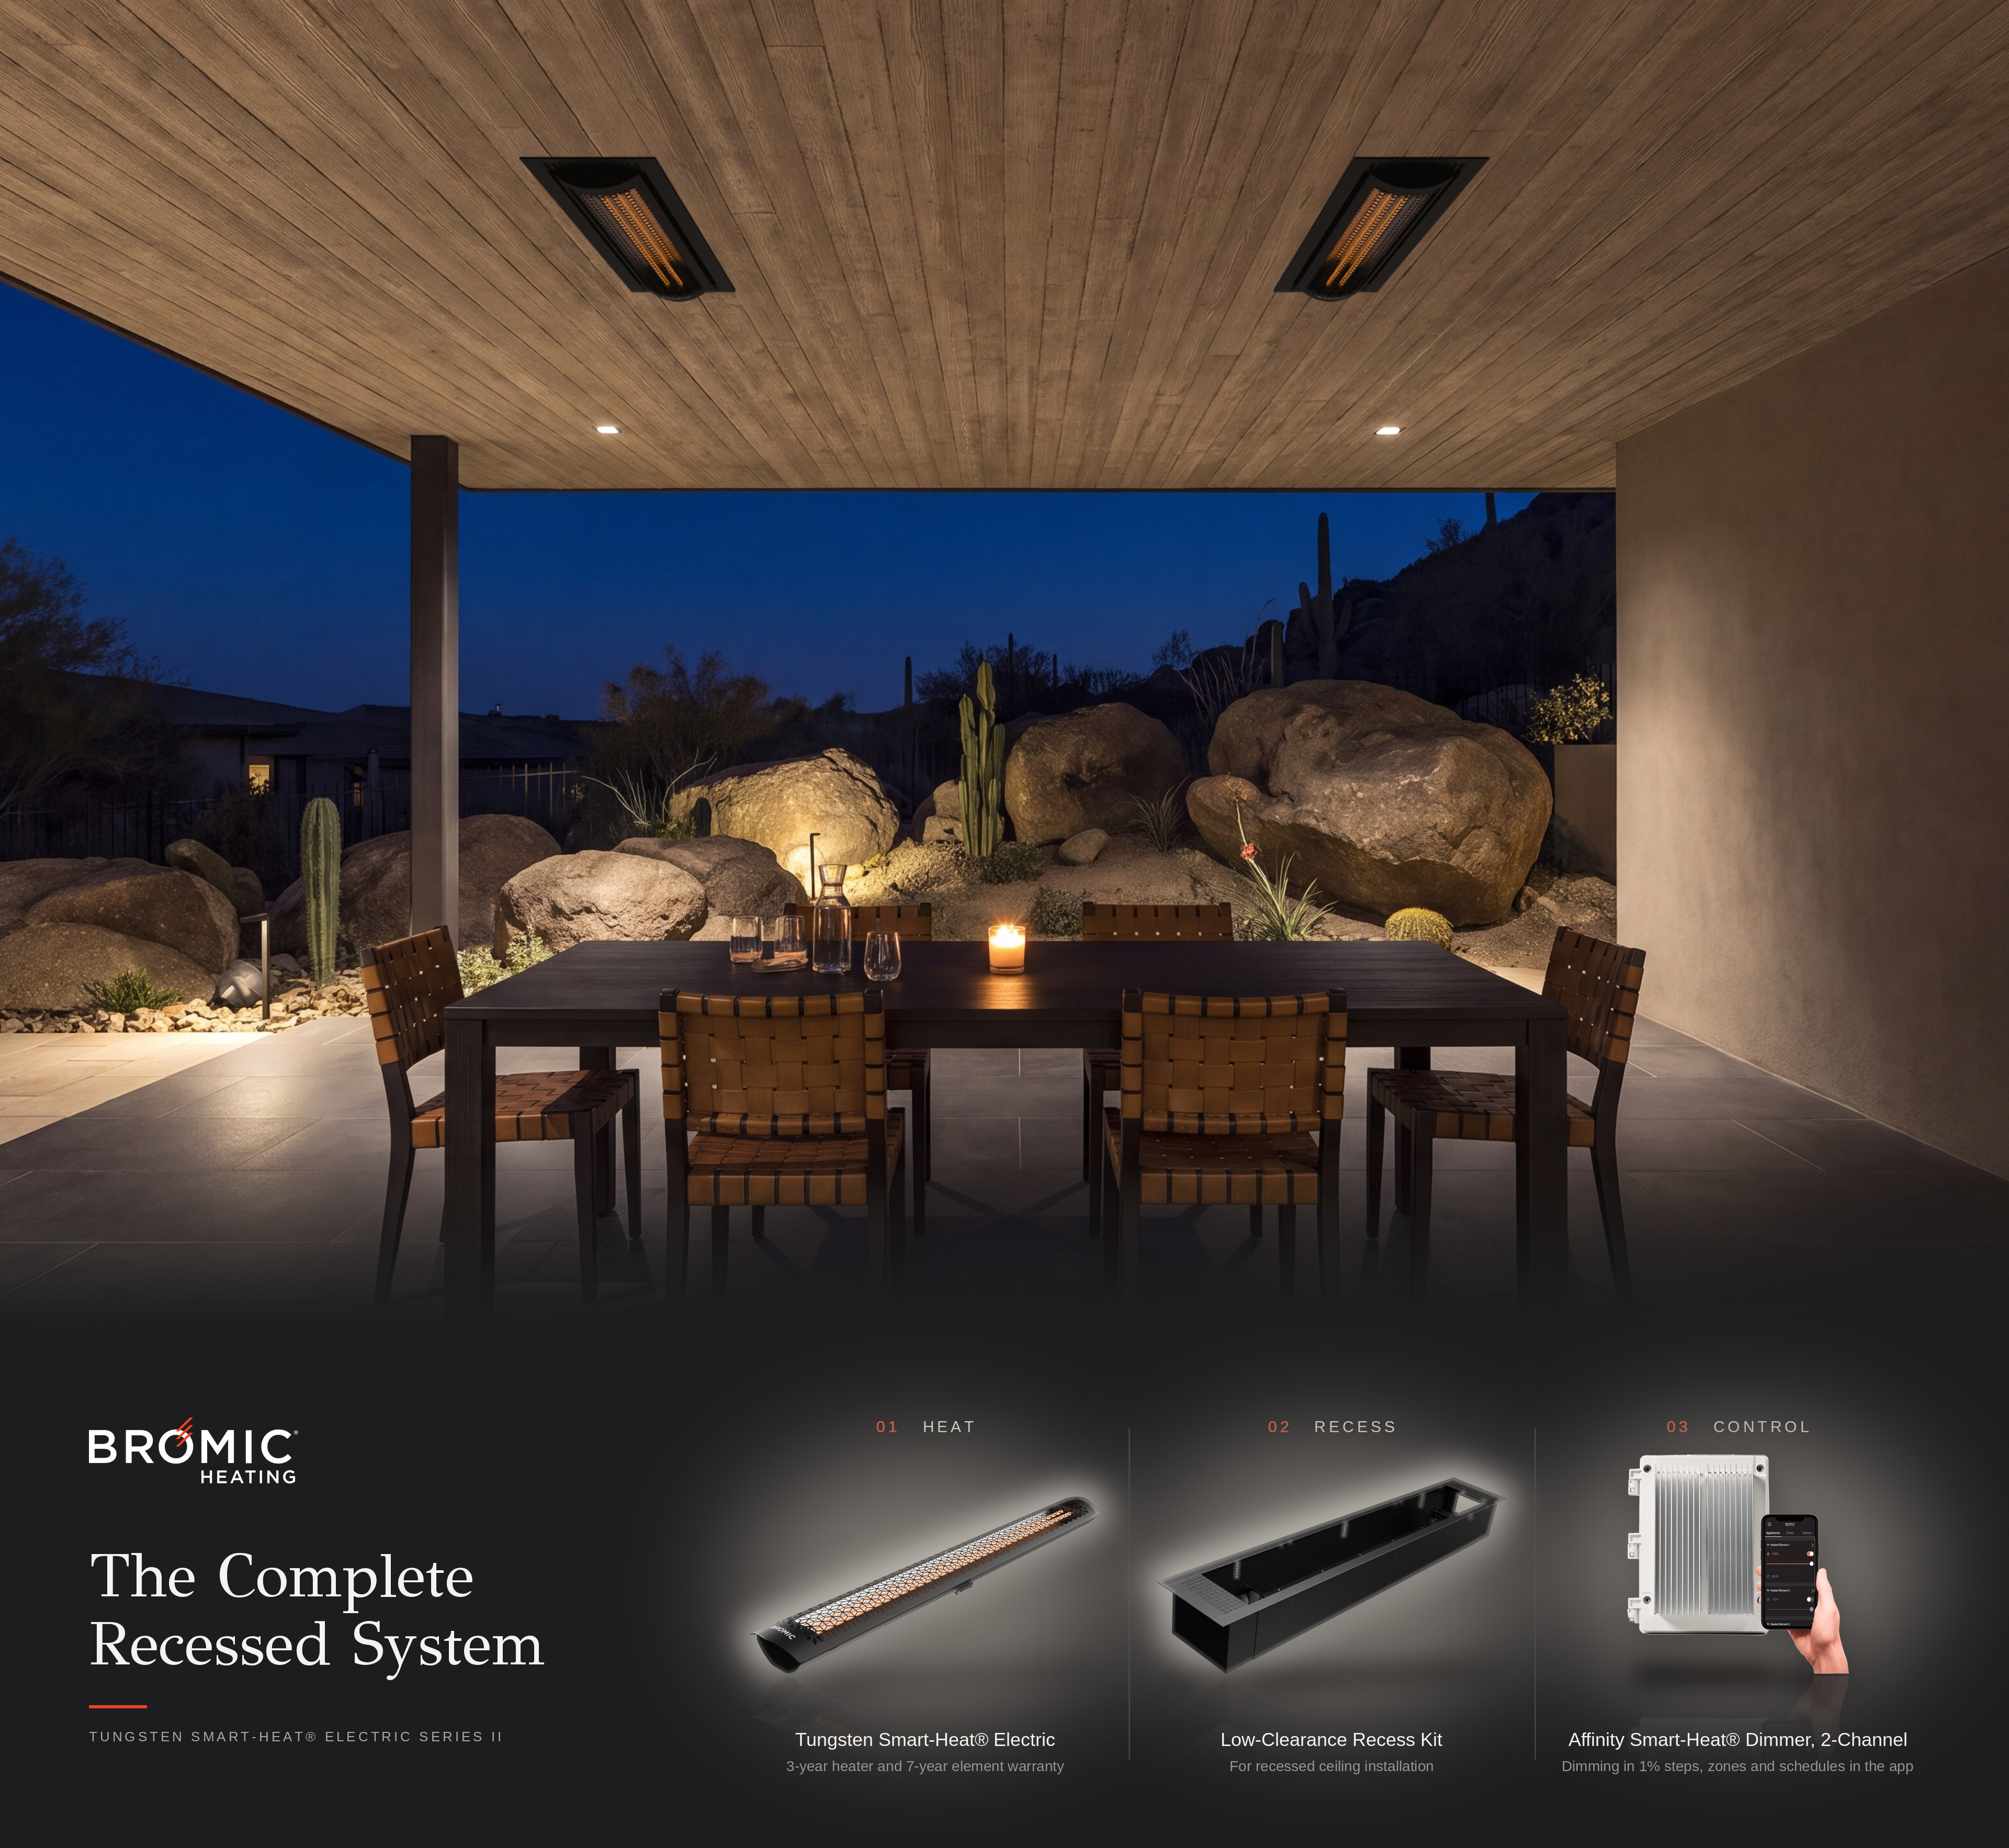 BROMIC®
HEATING
The Complete
Recessed System
TUNGSTEN SMART-HEAT® ELECTRIC SERIES II
01 HEAT
BROMIC
Tungsten Smart-Heat® Electric
3-year heater and 7-year element warranty
02 RECESS
Low-Clearance Recess Kit
For recessed ceiling installation
03 CONTROL
Affinity Smart-Heat® Dimmer, 2-Channel
Dimming in 1% steps, zones and schedules in the app